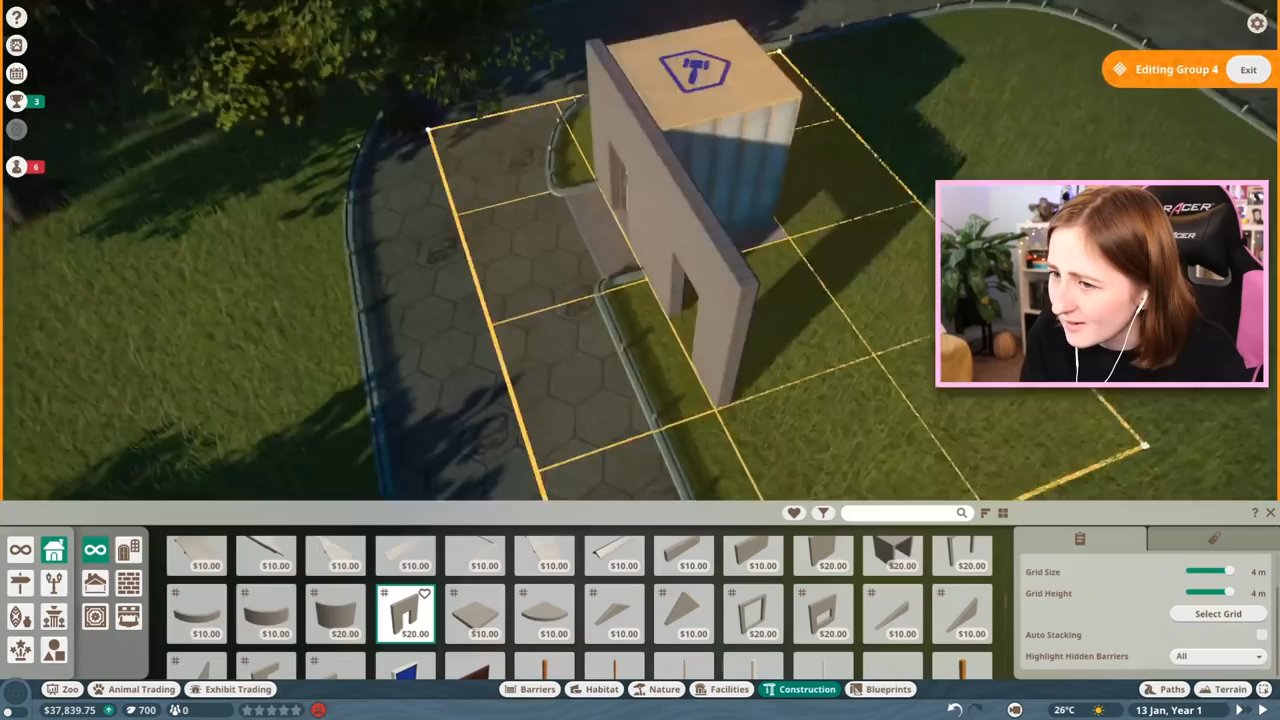 ?
Editing Group 4
Exit
3
6
RACER
RACER
? ×
$10.00 $10.00 $10.00 $10.00 $10.00 $10.00 $10.00 $10.00 $10.00 $20.00 $20.00 $10.00
$10.00 $10.00 $20.00 $20.00 $10.00 $10.00 $10.00 $10.00 $20.00 $20.00 $10.00 $10.00
Grid Size 4 m
Grid Height 4 m
Select Grid
Auto Stacking
Highlight Hidden Barriers All
Zoo Animal Trading Exhibit Trading Barriers Habitat Nature Facilities Construction Blueprints Paths Terrain
$37,839.75 700 0 26°C 13 Jan, Year 1